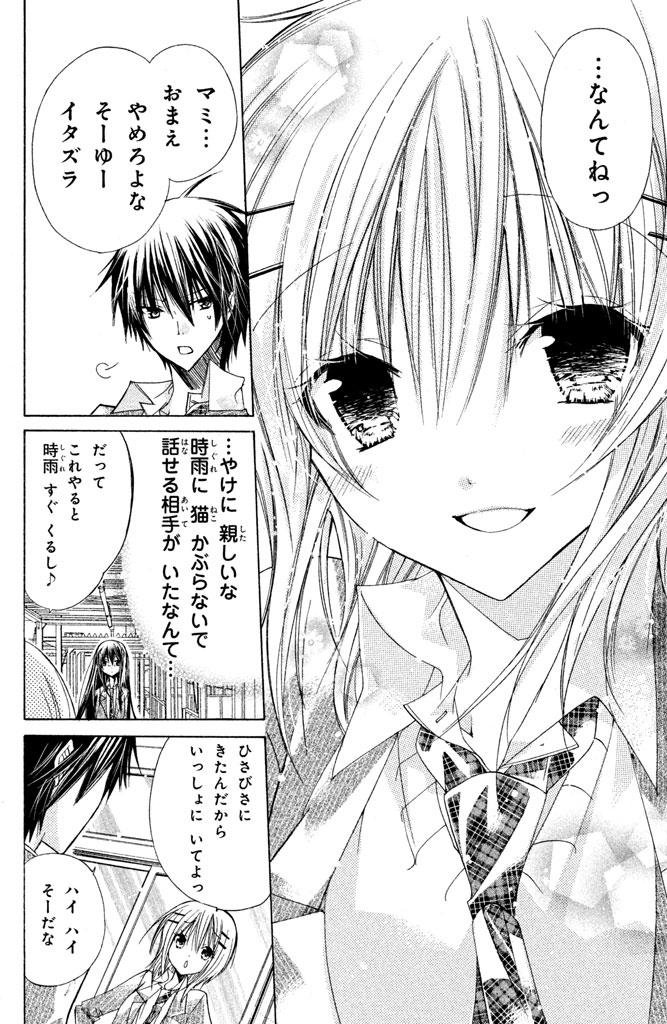 …なんてねっ
マミ…
おまえ
やめろよな
そーゆー
イタズラ
…やけに 親しいな
時雨に 猫 かぶらないで
話せる相手が いたなんて…
だって
これやると
時雨 すぐ くるし♪
ひさびさに
きたんだから
いっしょに いてよっ
ハイ ハイ
そーだな